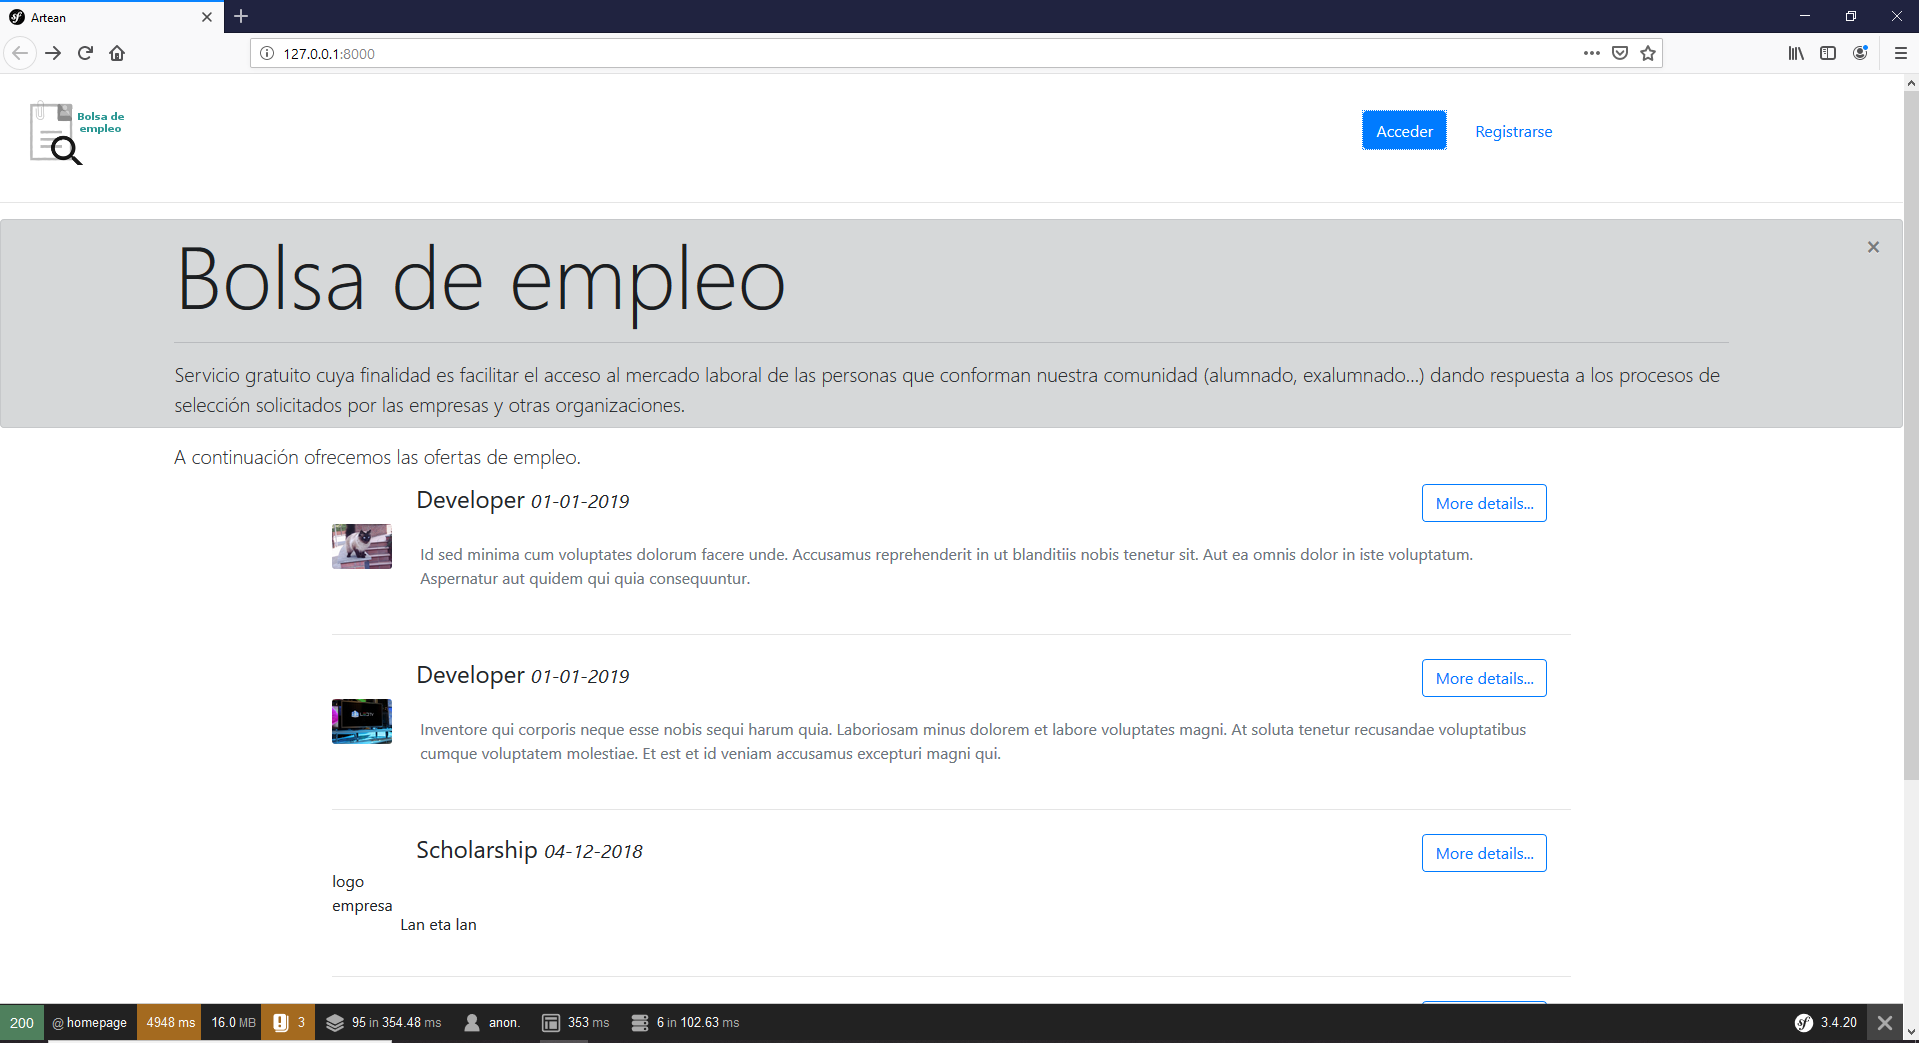 Artean
127.0.0.1:8000
Bolsa de
empleo
Acceder
Registrarse
×
Bolsa de empleo
Servicio gratuito cuya finalidad es facilitar el acceso al mercado laboral de las personas que conforman nuestra comunidad (alumnado, exalumnado...) dando respuesta a los procesos de
selección solicitados por las empresas y otras organizaciones.
A continuación ofrecemos las ofertas de empleo.
Developer 01-01-2019
More details...
Id sed minima cum voluptates dolorum facere unde. Accusamus reprehenderit in ut blanditiis nobis tenetur sit. Aut ea omnis dolor in iste voluptatum.
Aspernatur aut quidem qui quia consequuntur.
Developer 01-01-2019
More details...
Inventore qui corporis neque esse nobis sequi harum quia. Laboriosam minus dolorem et labore voluptates magni. At soluta tenetur recusandae voluptatibus
cumque voluptatem molestiae. Et est et id veniam accusamus excepturi magni qui.
Scholarship 04-12-2018
More details...
logo
empresa
Lan eta lan
200 @ homepage 4948 ms 16.0 MB 3 95 in 354.48 ms anon. 353 ms 6 in 102.63 ms 3.4.20